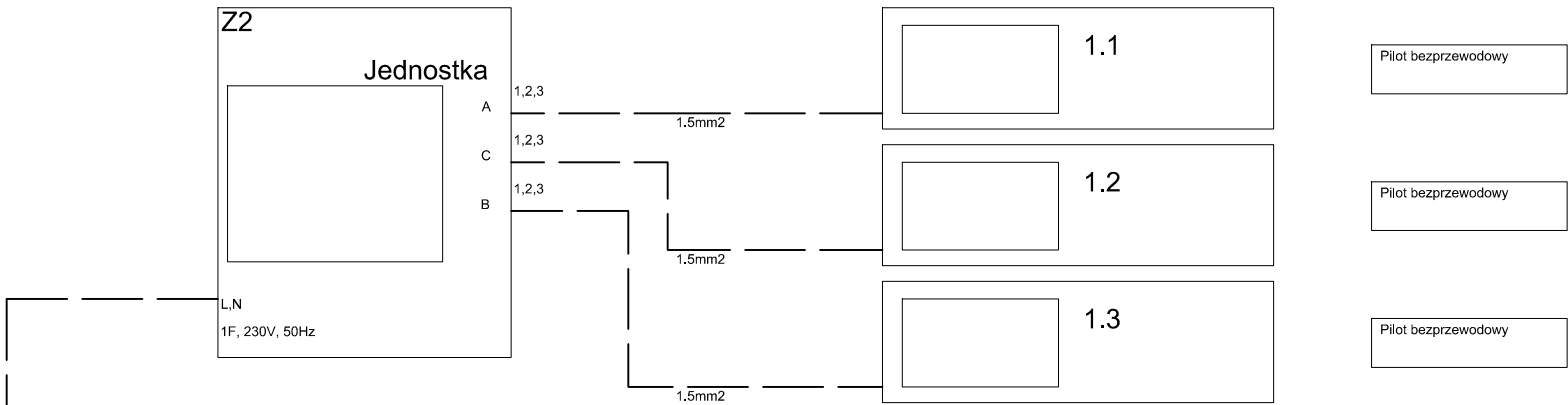 Z2
Jednostka
A
1,2,3
1.5mm2
C
1,2,3
1.5mm2
B
1,2,3
1.5mm2
L,N
1F, 230V, 50Hz
1.1
Pilot bezprzewodowy
1.2
Pilot bezprzewodowy
1.3
Pilot bezprzewodowy